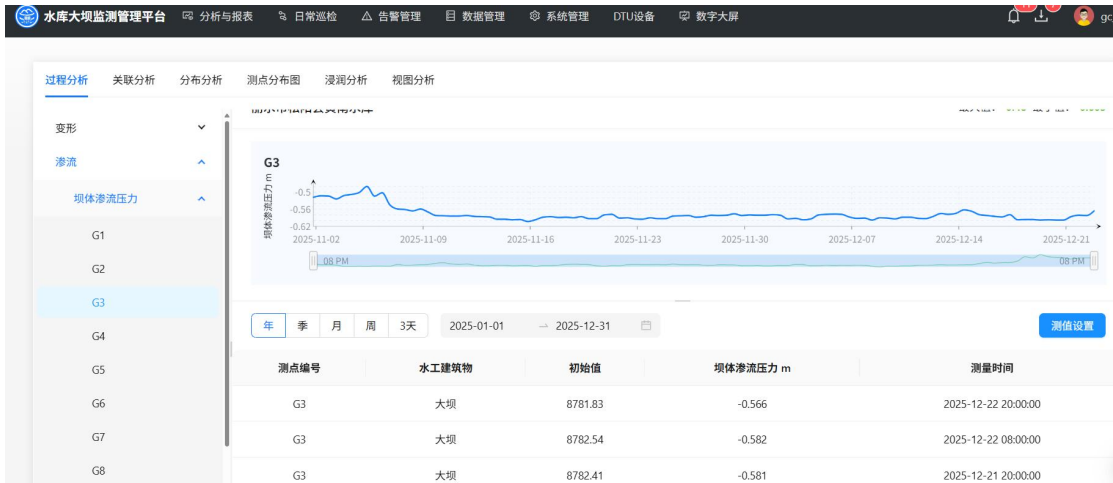 水库大坝监测管理平台 分析与报表 日常巡检 告警管理 数据管理 系统管理 DTU设备 数字大屏
过程分析 关联分析 分布分析 测点分布图 浸润分析 视图分析
变形
渗流
坝体渗流压力
G1
G2
G3
G4
G5
G6
G7
G8
G3
坝体渗流压力 m
-0.5
-0.56
-0.62
2025-11-02 2025-11-09 2025-11-16 2025-11-23 2025-11-30 2025-12-07 2025-12-14 2025-12-21
08 PM 08 PM
年 季 月 周 3天 2025-01-01 → 2025-12-31 测值设置
测点编号 水工建筑物 初始值 坝体渗流压力 m 测量时间
G3 大坝 8781.83 -0.566 2025-12-22 20:00:00
G3 大坝 8782.54 -0.582 2025-12-22 08:00:00
G3 大坝 8782.41 -0.581 2025-12-21 20:00:00